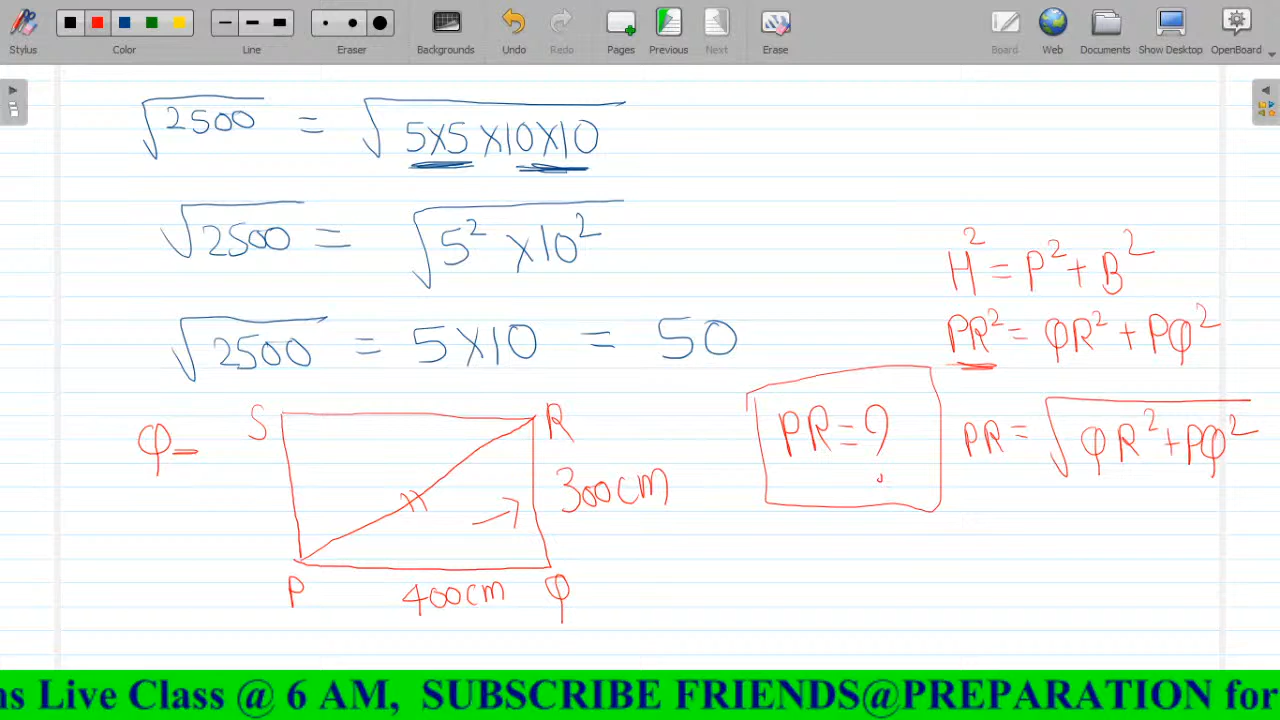 Stylus Color Line Eraser Backgrounds Undo Redo Pages Previous Next Erase Board Web Documents Show Desktop OpenBoard
√2500 = √5×5×10×10
√2500 = √5²×10²
√2500 = 5×10 = 50
H² = P² + B²
PR² = QR² + PQ²
PR = ?
PR = √QR² + PQ²
Q=
S
R
300cm
P
400cm
Q
ns Live Class @ 6 AM, SUBSCRIBE FRIENDS@PREPARATION for